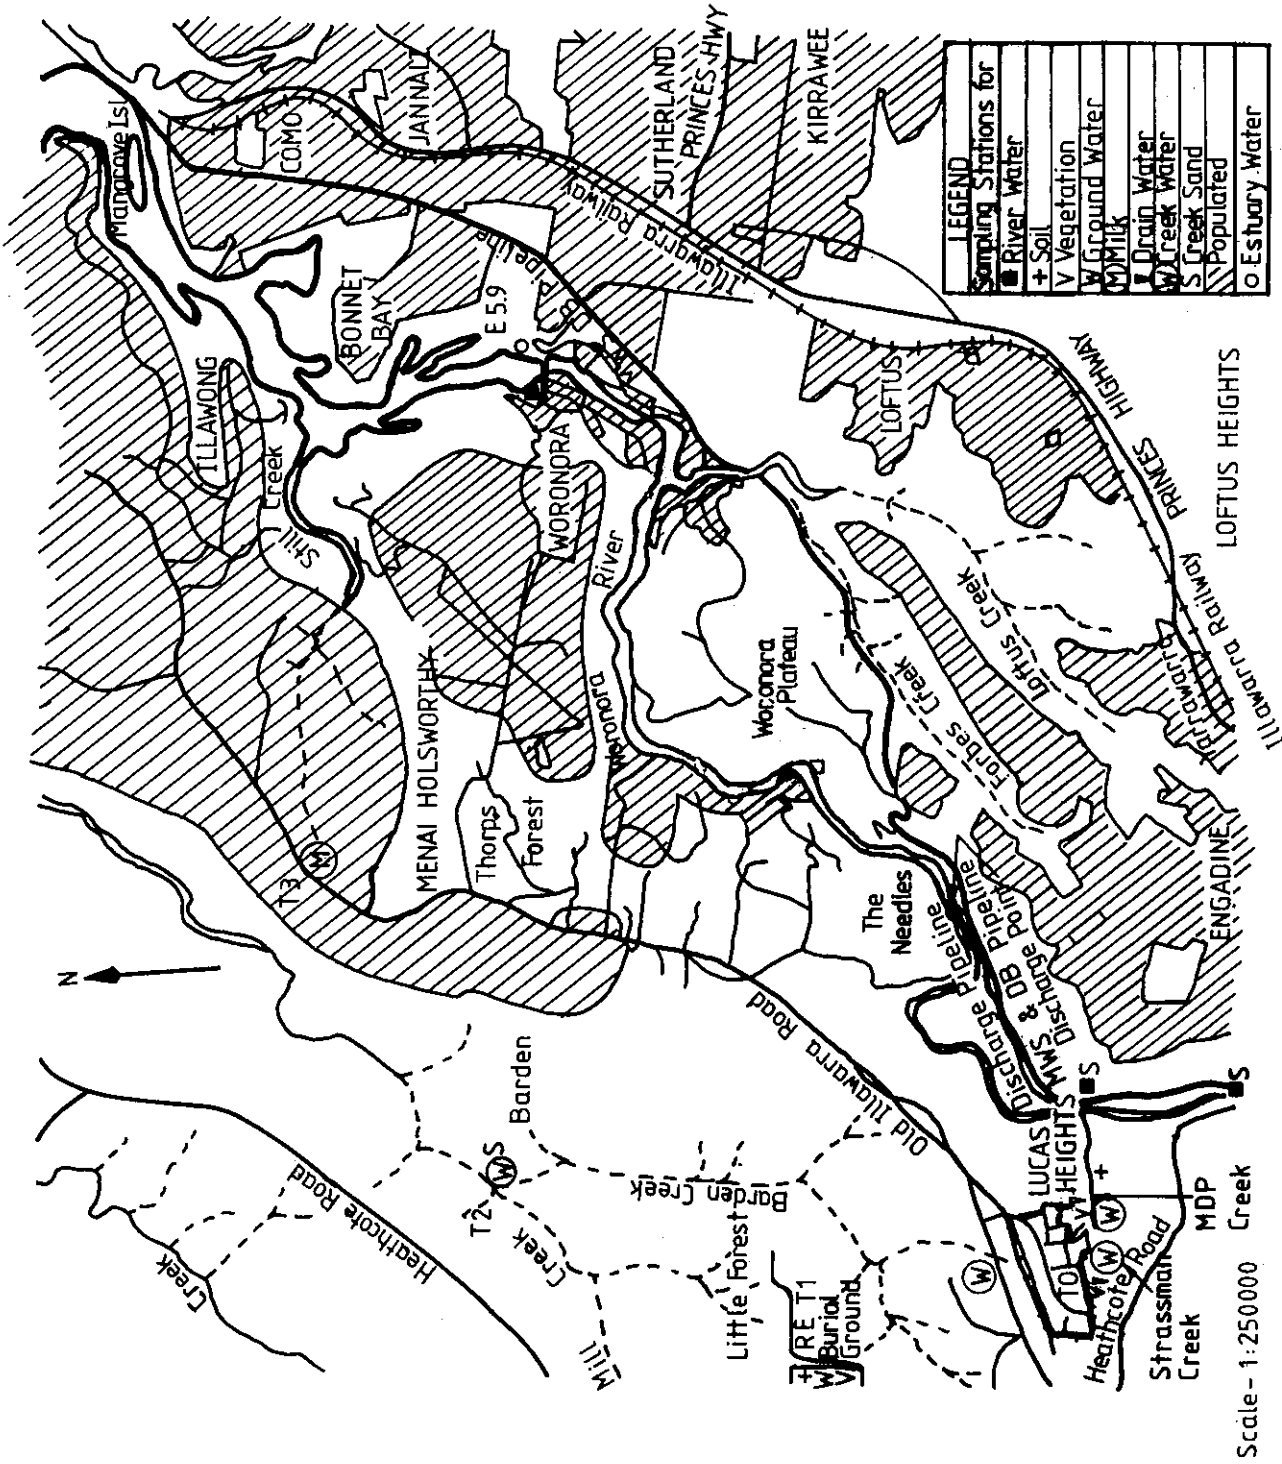 LEGEND
Sampling Stations for
■ River Water
+ Soil
V Vegetation
W Ground Water
Ⓜ Milk
▼ Drain Water
Ⓦ Creek Water
S Creek Sand
Populated
o Estuary Water
Mangrove Isl
COMO
JANNALI
SUTHERLAND
PRINCES HWY
KIRRAWEE
ILLAWONG
BONNET
BAY
E 5.9
Pipeline
Illawarra Railway
Still
Creek
WORONORA
LOFTUS
PRINCES
HIGHWAY
LOFTUS HEIGHTS
MENAI HOLSWORTHY
Woronora
River
Woronora
Plateau
Forbes Creek
Loftus Creek
Yarrawarra
Illawarra Railway
Illawarra Railway
T3
M
Thorps
Forest
The
Needles
ENGADINE
N
Discharge Pipeline
MWS & DB Pipeline
Discharge Point
Old Illawarra Road
Barden
Barden Creek
Creek
Heathcote Road
T2
W S
Creek
Mill
Little Forest
+ R E T1
W Burial
V Ground
LUCAS
HEIGHTS
S
S
W
W
W
+
V
TO
Heathcote Road
MDP
Creek
Strassman
Creek
Scale - 1:250000